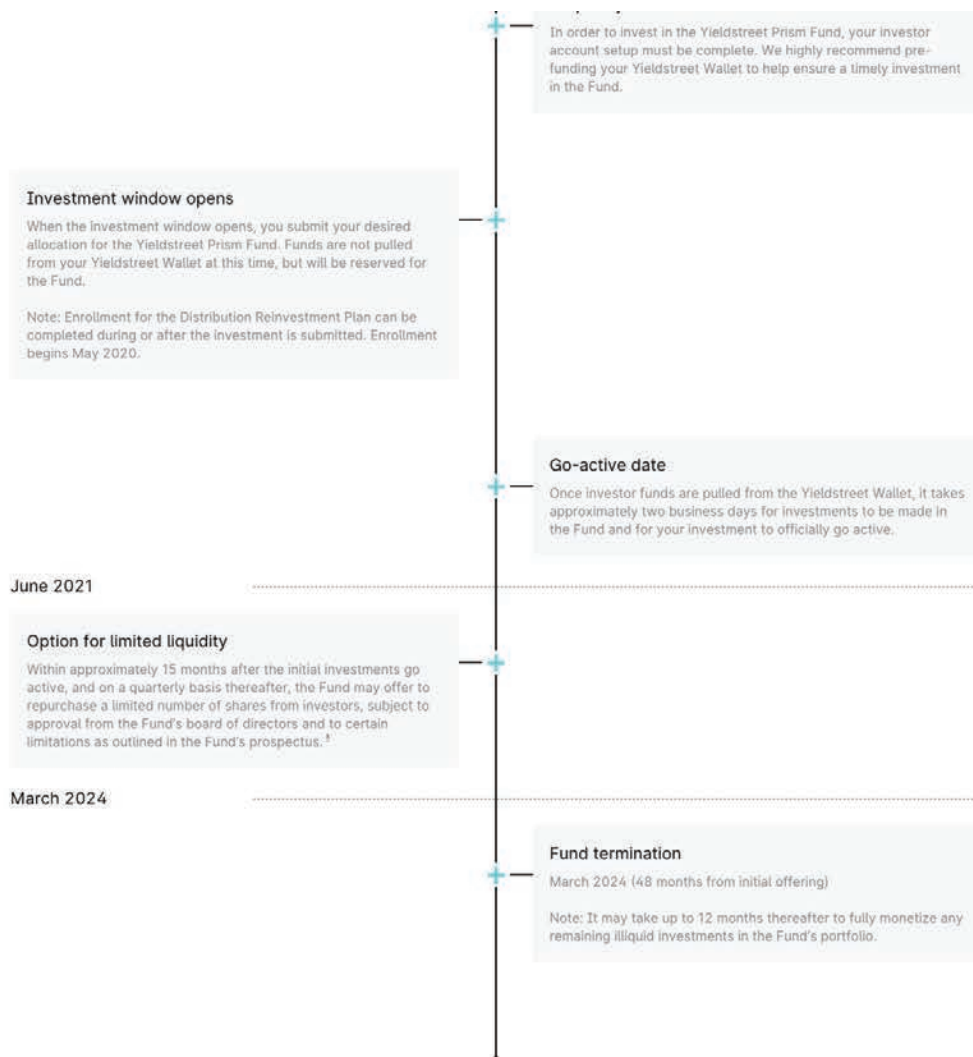 In order to invest in the Yieldstreet Prism Fund, your investor
account setup must be complete. We highly recommend pre-
funding your Yieldstreet Wallet to help ensure a timely investment
in the Fund.
Investment window opens
When the investment window opens, you submit your desired
allocation for the Yieldstreet Prism Fund. Funds are not pulled
from your Yieldstreet Wallet at this time, but will be reserved for
the Fund.
Note: Enrollment for the Distribution Reinvestment Plan can be
completed during or after the investment is submitted. Enrollment
begins May 2020.
Go-active date
Once investor funds are pulled from the Yieldstreet Wallet, it takes
approximately two business days for investments to be made in
the Fund and for your investment to officially go active.
June 2021
Option for limited liquidity
Within approximately 15 months after the initial investments go
active, and on a quarterly basis thereafter, the Fund may offer to
repurchase a limited number of shares from investors, subject to
approval from the Fund's board of directors and to certain
limitations as outlined in the Fund's prospectus.
March 2024
Fund termination
March 2024 (48 months from initial offering)
Note: It may take up to 12 months thereafter to fully monetize any
remaining illiquid investments in the Fund's portfolio.